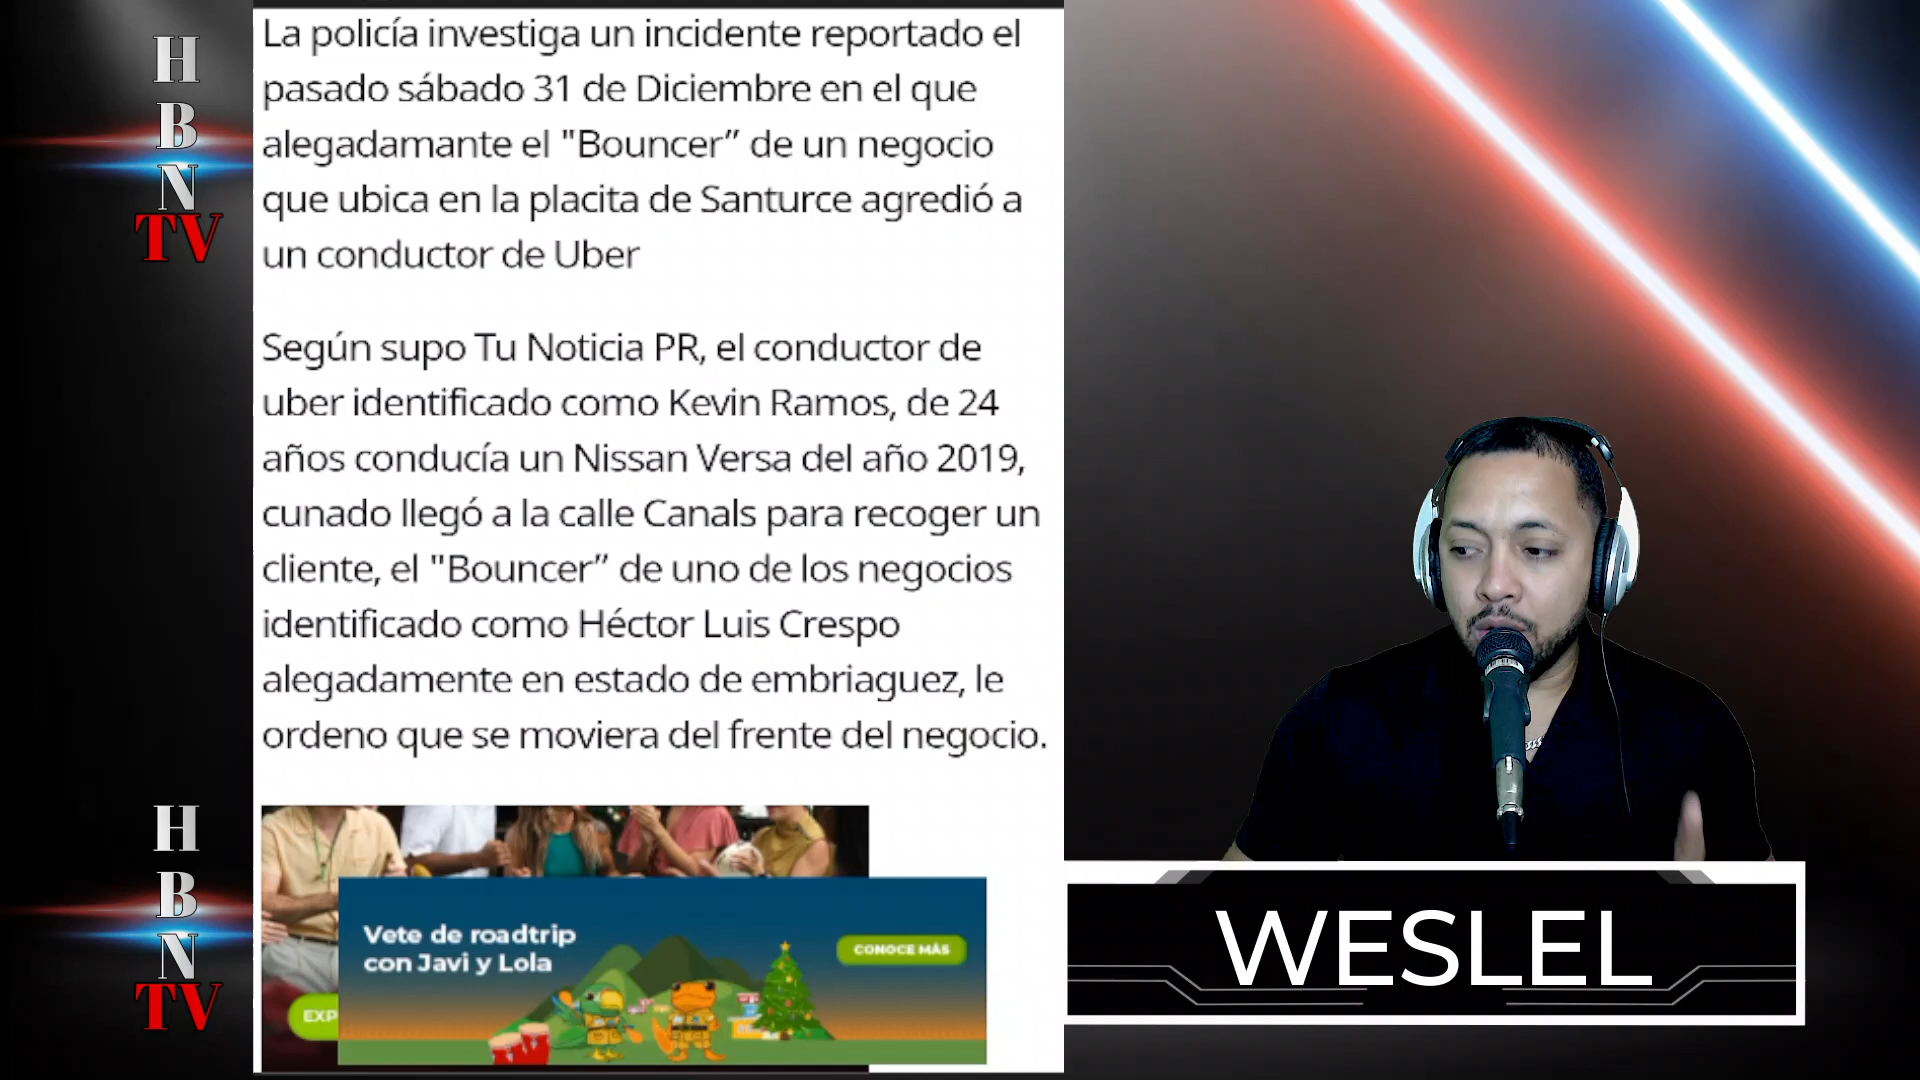 H
B
N
TV
La policía investiga un incidente reportado el
pasado sábado 31 de Diciembre en el que
alegadamante el "Bouncer” de un negocio
que ubica en la placita de Santurce agredió a
un conductor de Uber
Según supo Tu Noticia PR, el conductor de
uber identificado como Kevin Ramos, de 24
años conducía un Nissan Versa del año 2019,
cunado llegó a la calle Canals para recoger un
cliente, el "Bouncer” de uno de los negocios
identificado como Héctor Luis Crespo
alegadamente en estado de embriaguez, le
ordeno que se moviera del frente del negocio.
H
B
N
TV
Vete de roadtrip
con Javi y Lola
CONOCE MÁS
EXP
WESLEL